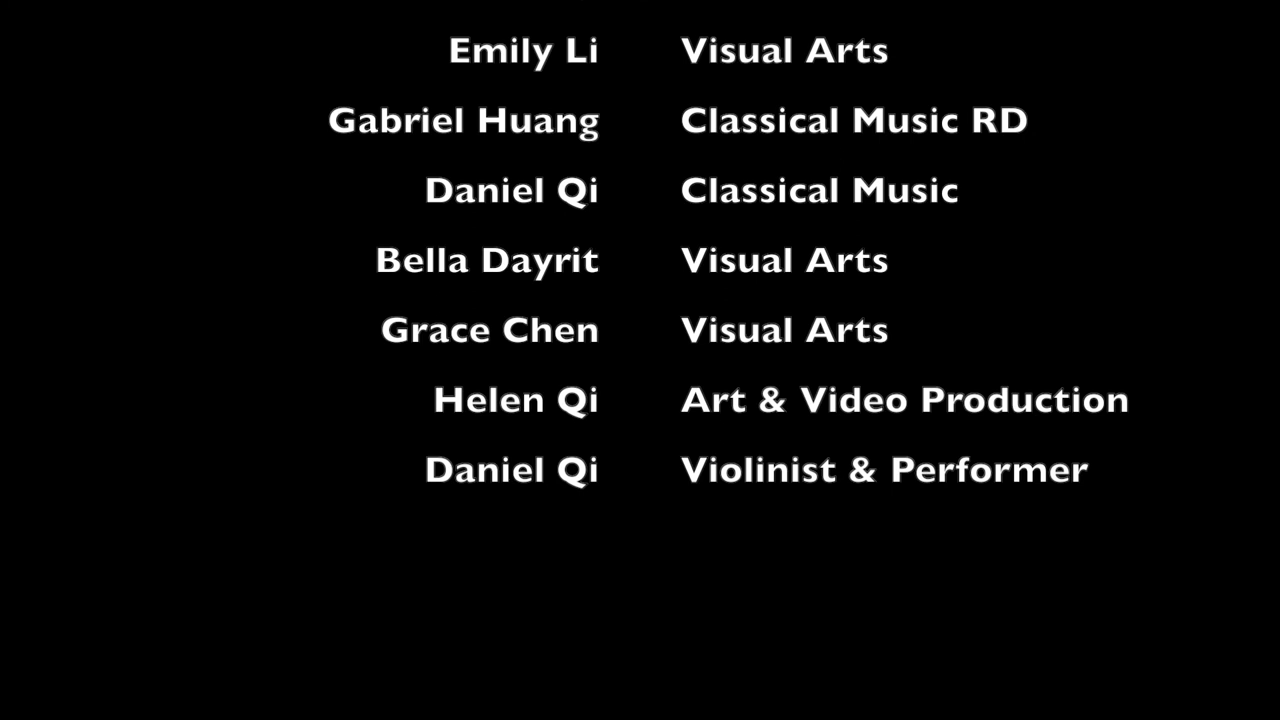 Emily Li Visual Arts
Gabriel Huang Classical Music RD
Daniel Qi Classical Music
Bella Dayrit Visual Arts
Grace Chen Visual Arts
Helen Qi Art & Video Production
Daniel Qi Violinist & Performer